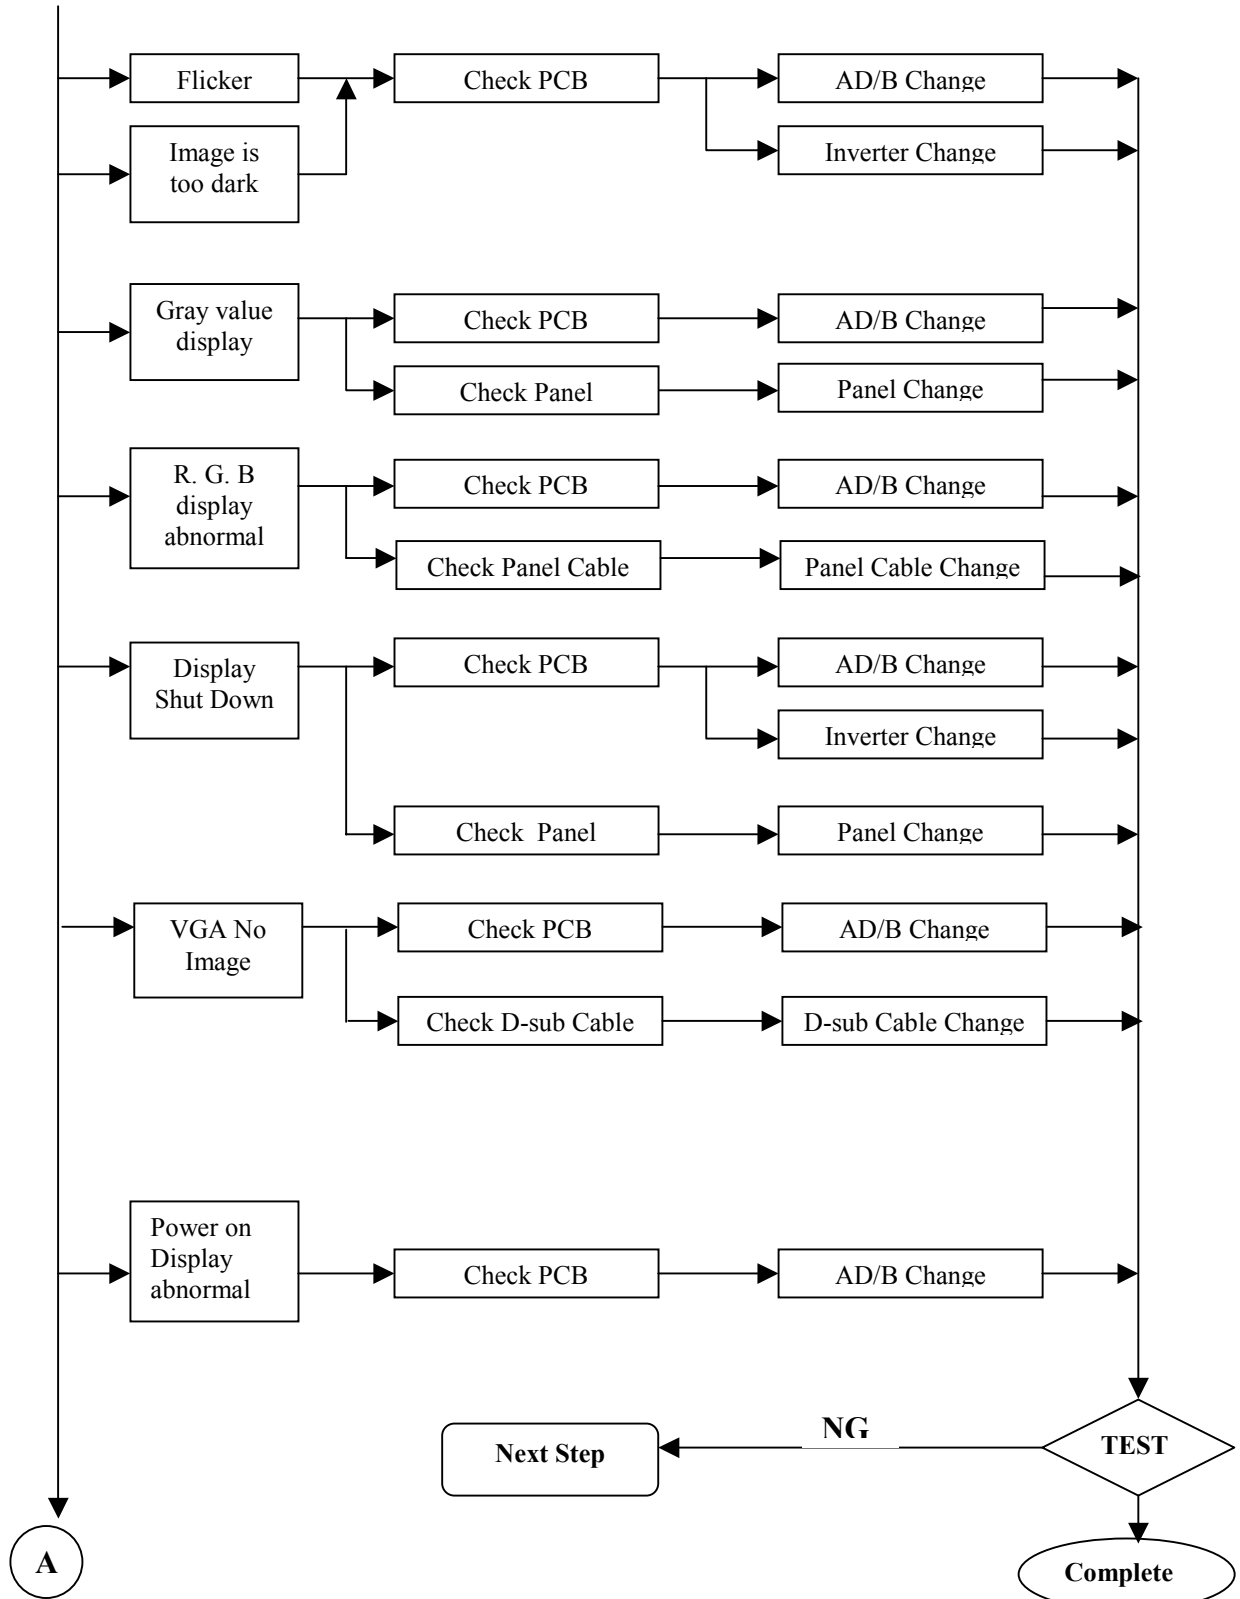 Flicker
Check PCB
AD/B Change
Image is
too dark
Inverter Change
Gray value
display
Check PCB
AD/B Change
Check Panel
Panel Change
R. G. B
display
abnormal
Check PCB
AD/B Change
Check Panel Cable
Panel Cable Change
Display
Shut Down
Check PCB
AD/B Change
Inverter Change
Check Panel
Panel Change
VGA No
Image
Check PCB
AD/B Change
Check D-sub Cable
D-sub Cable Change
Power on
Display
abnormal
Check PCB
AD/B Change
NG
Next Step
TEST
A
Complete